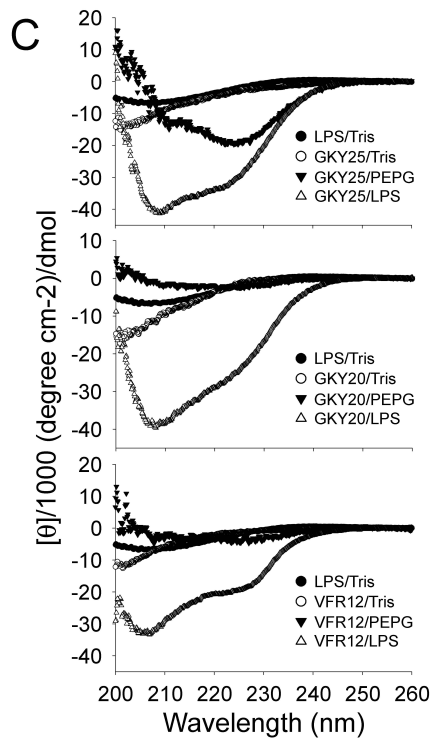 C
[θ]/1000 (degree cm-2)/dmol
20
10
0
-10
-20
-30
-40
LPS/Tris
GKY25/Tris
GKY25/PEPG
GKY25/LPS
10
0
-10
-20
-30
-40
LPS/Tris
GKY20/Tris
GKY20/PEPG
GKY20/LPS
20
10
0
-10
-20
-30
-40
LPS/Tris
VFR12/Tris
VFR12/PEPG
VFR12/LPS
200 210 220 230 240 250 260
Wavelength (nm)